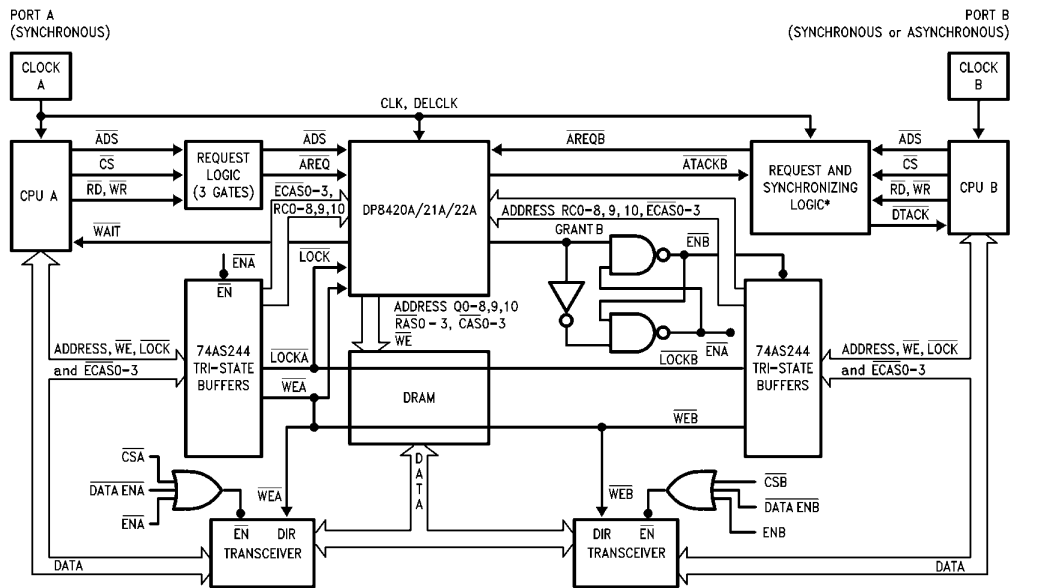 PORT A
(SYNCHRONOUS)
PORT B
(SYNCHRONOUS or ASYNCHRONOUS)
CLOCK
A
CLOCK
B
CLK, DELCLK
CPU A
ADS
CS
RD, WR
WAIT
REQUEST
LOGIC
(3 GATES)
ADS
AREQ
ECAS0-3,
RC0-8,9,10
DP8420A/21A/22A
AREQB
ATACKB
ADDRESS RC0-8, 9, 10, ECAS0-3
GRANT B
REQUEST AND
SYNCHRONIZING
LOGIC*
ADS
CS
RD, WR
DTACK
CPU B
LOCK
ENA
EN
ENB
ENA
ADDRESS Q0-8,9,10
RAS0-3, CAS0-3
WE
ADDRESS, WE, LOCK
and ECAS0-3
74AS244
TRI-STATE
BUFFERS
LOCKA
WEA
DRAM
LOCKB
WEB
74AS244
TRI-STATE
BUFFERS
ADDRESS, WE, LOCK
and ECAS0-3
CSA
DATA ENA
ENA
WEA
DATA
WEB
CSB
DATA ENB
ENB
EN DIR
TRANSCEIVER
DIR EN
TRANSCEIVER
DATA
DATA